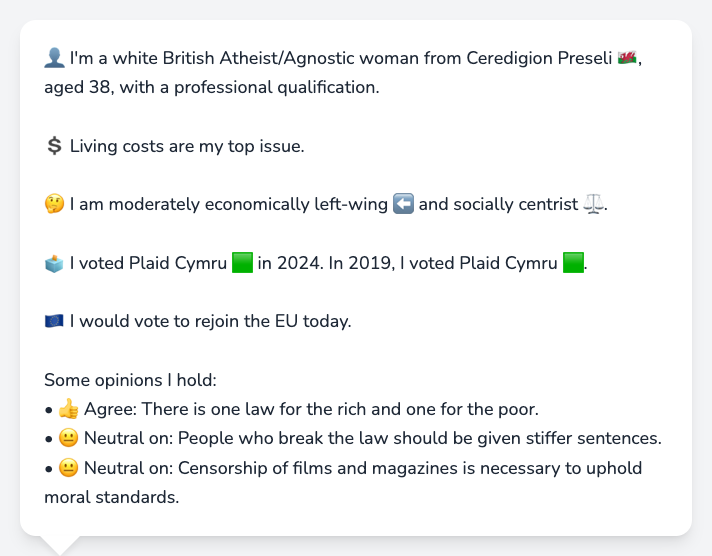 👤 I'm a white British Atheist/Agnostic woman from Ceredigion Preseli 🏴󠁧󠁢󠁷󠁬󠁳󠁿,
aged 38, with a professional qualification.
💲 Living costs are my top issue.
🤔 I am moderately economically left-wing ⬅️ and socially centrist ⚖️.
🗳️ I voted Plaid Cymru 🟩 in 2024. In 2019, I voted Plaid Cymru 🟩.
🇪🇺 I would vote to rejoin the EU today.
Some opinions I hold:
• 👍 Agree: There is one law for the rich and one for the poor.
• 😐 Neutral on: People who break the law should be given stiffer sentences.
• 😐 Neutral on: Censorship of films and magazines is necessary to uphold
moral standards.